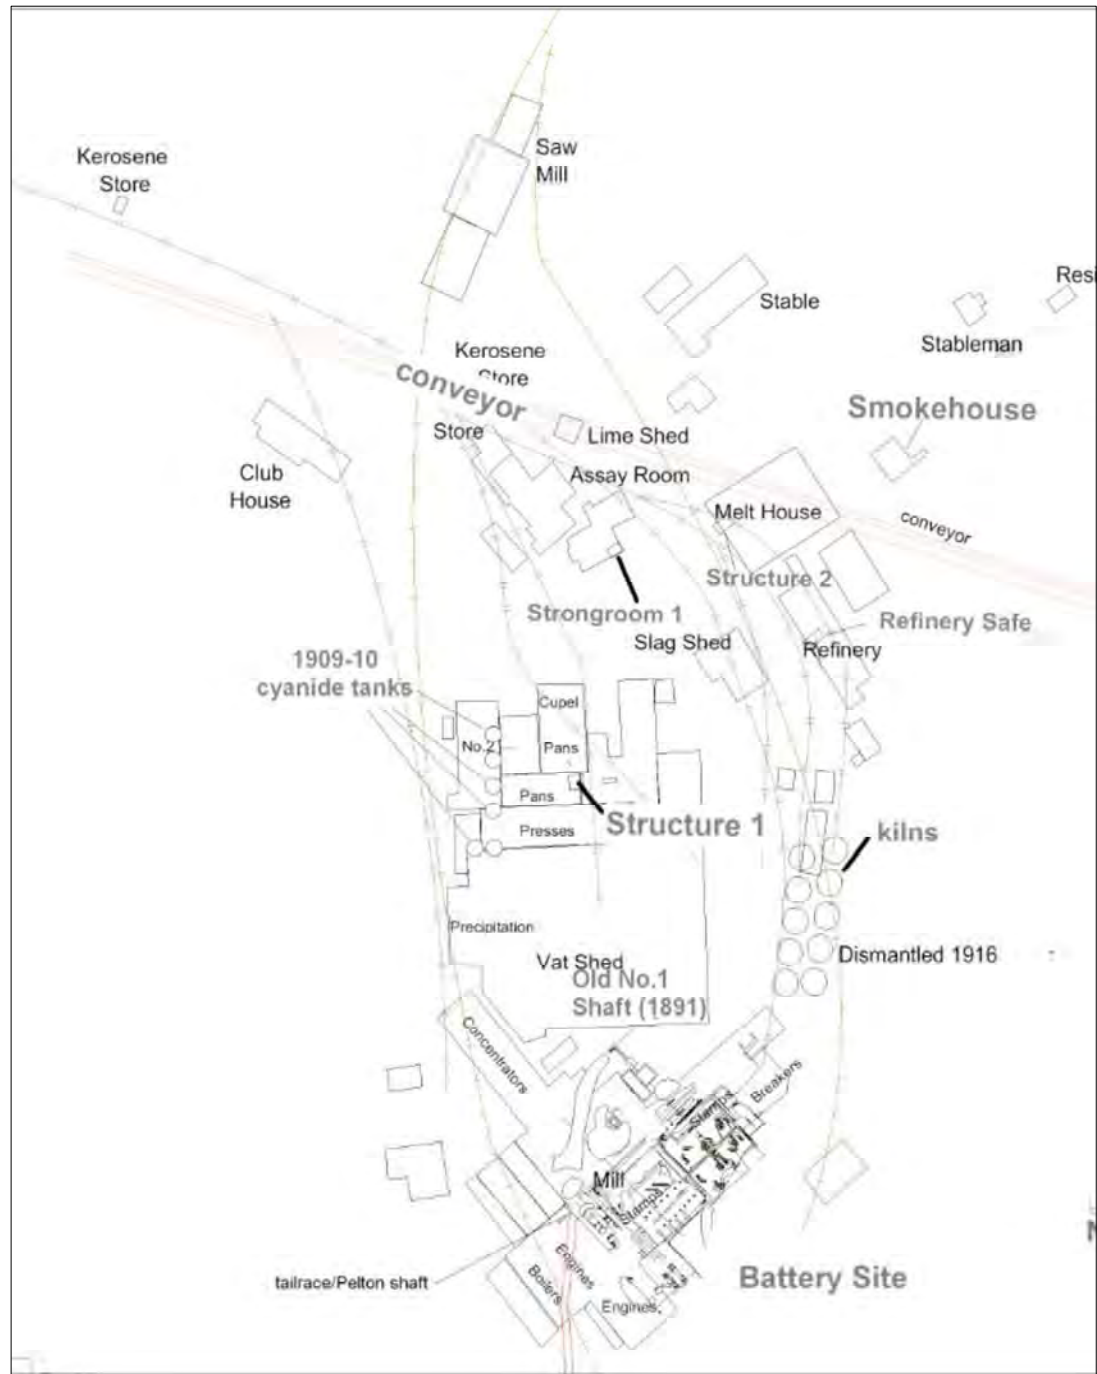 Saw
Mill
Kerosene
Store
Resi
Stable
Stableman
Kerosene
Store
conveyor
Smokehouse
Store
Lime Shed
Club
House
Assay Room
Melt House
conveyor
Structure 2
Strongroom 1
Refinery Safe
Slag Shed
Refinery
1909-10
cyanide tanks
Cupel
No.2
Pans
Pans
Structure 1
Presses
kilns
Precipitation
Vat Shed
Dismantled 1916
Old No.1
Shaft (1891)
Concentrators
Breakers
Stamps
Mill
Stamps
Engines
tailrace/Pelton shaft
Boilers
Engines
Battery Site